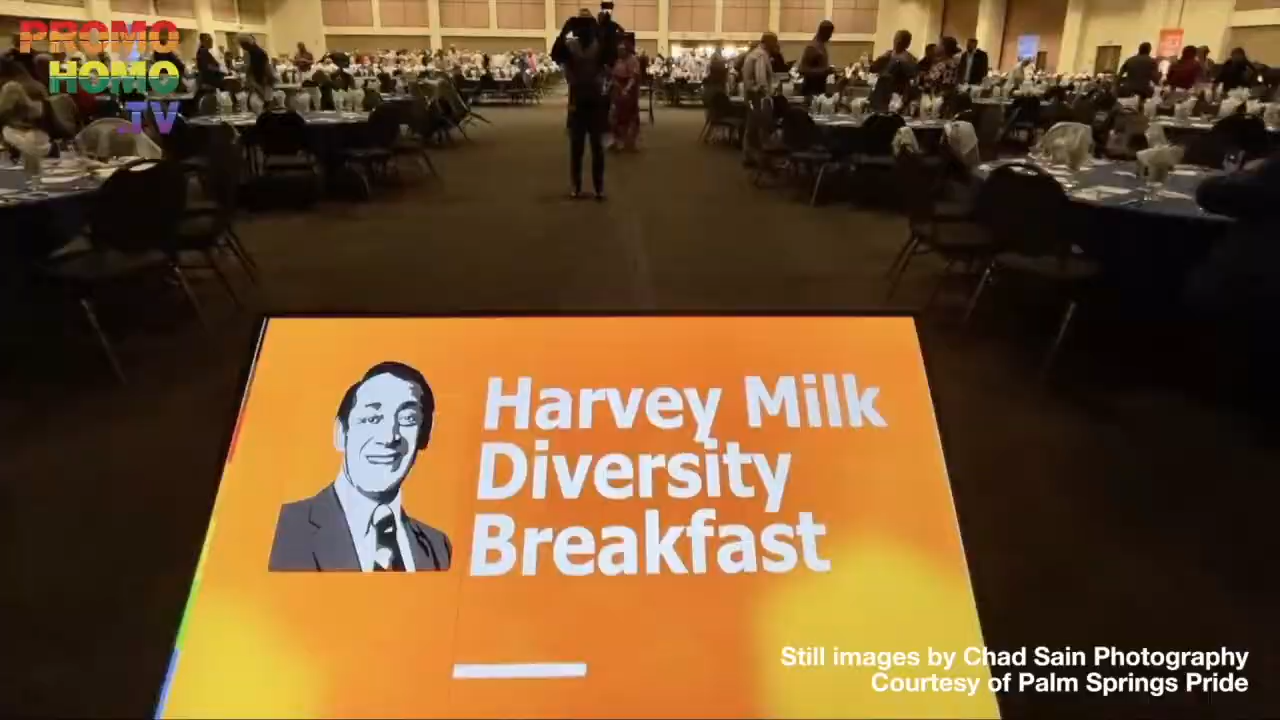 PROMO
HOMO
.TV
Harvey Milk
Diversity
Breakfast
Still images by Chad Sain Photography
Courtesy of Palm Springs Pride